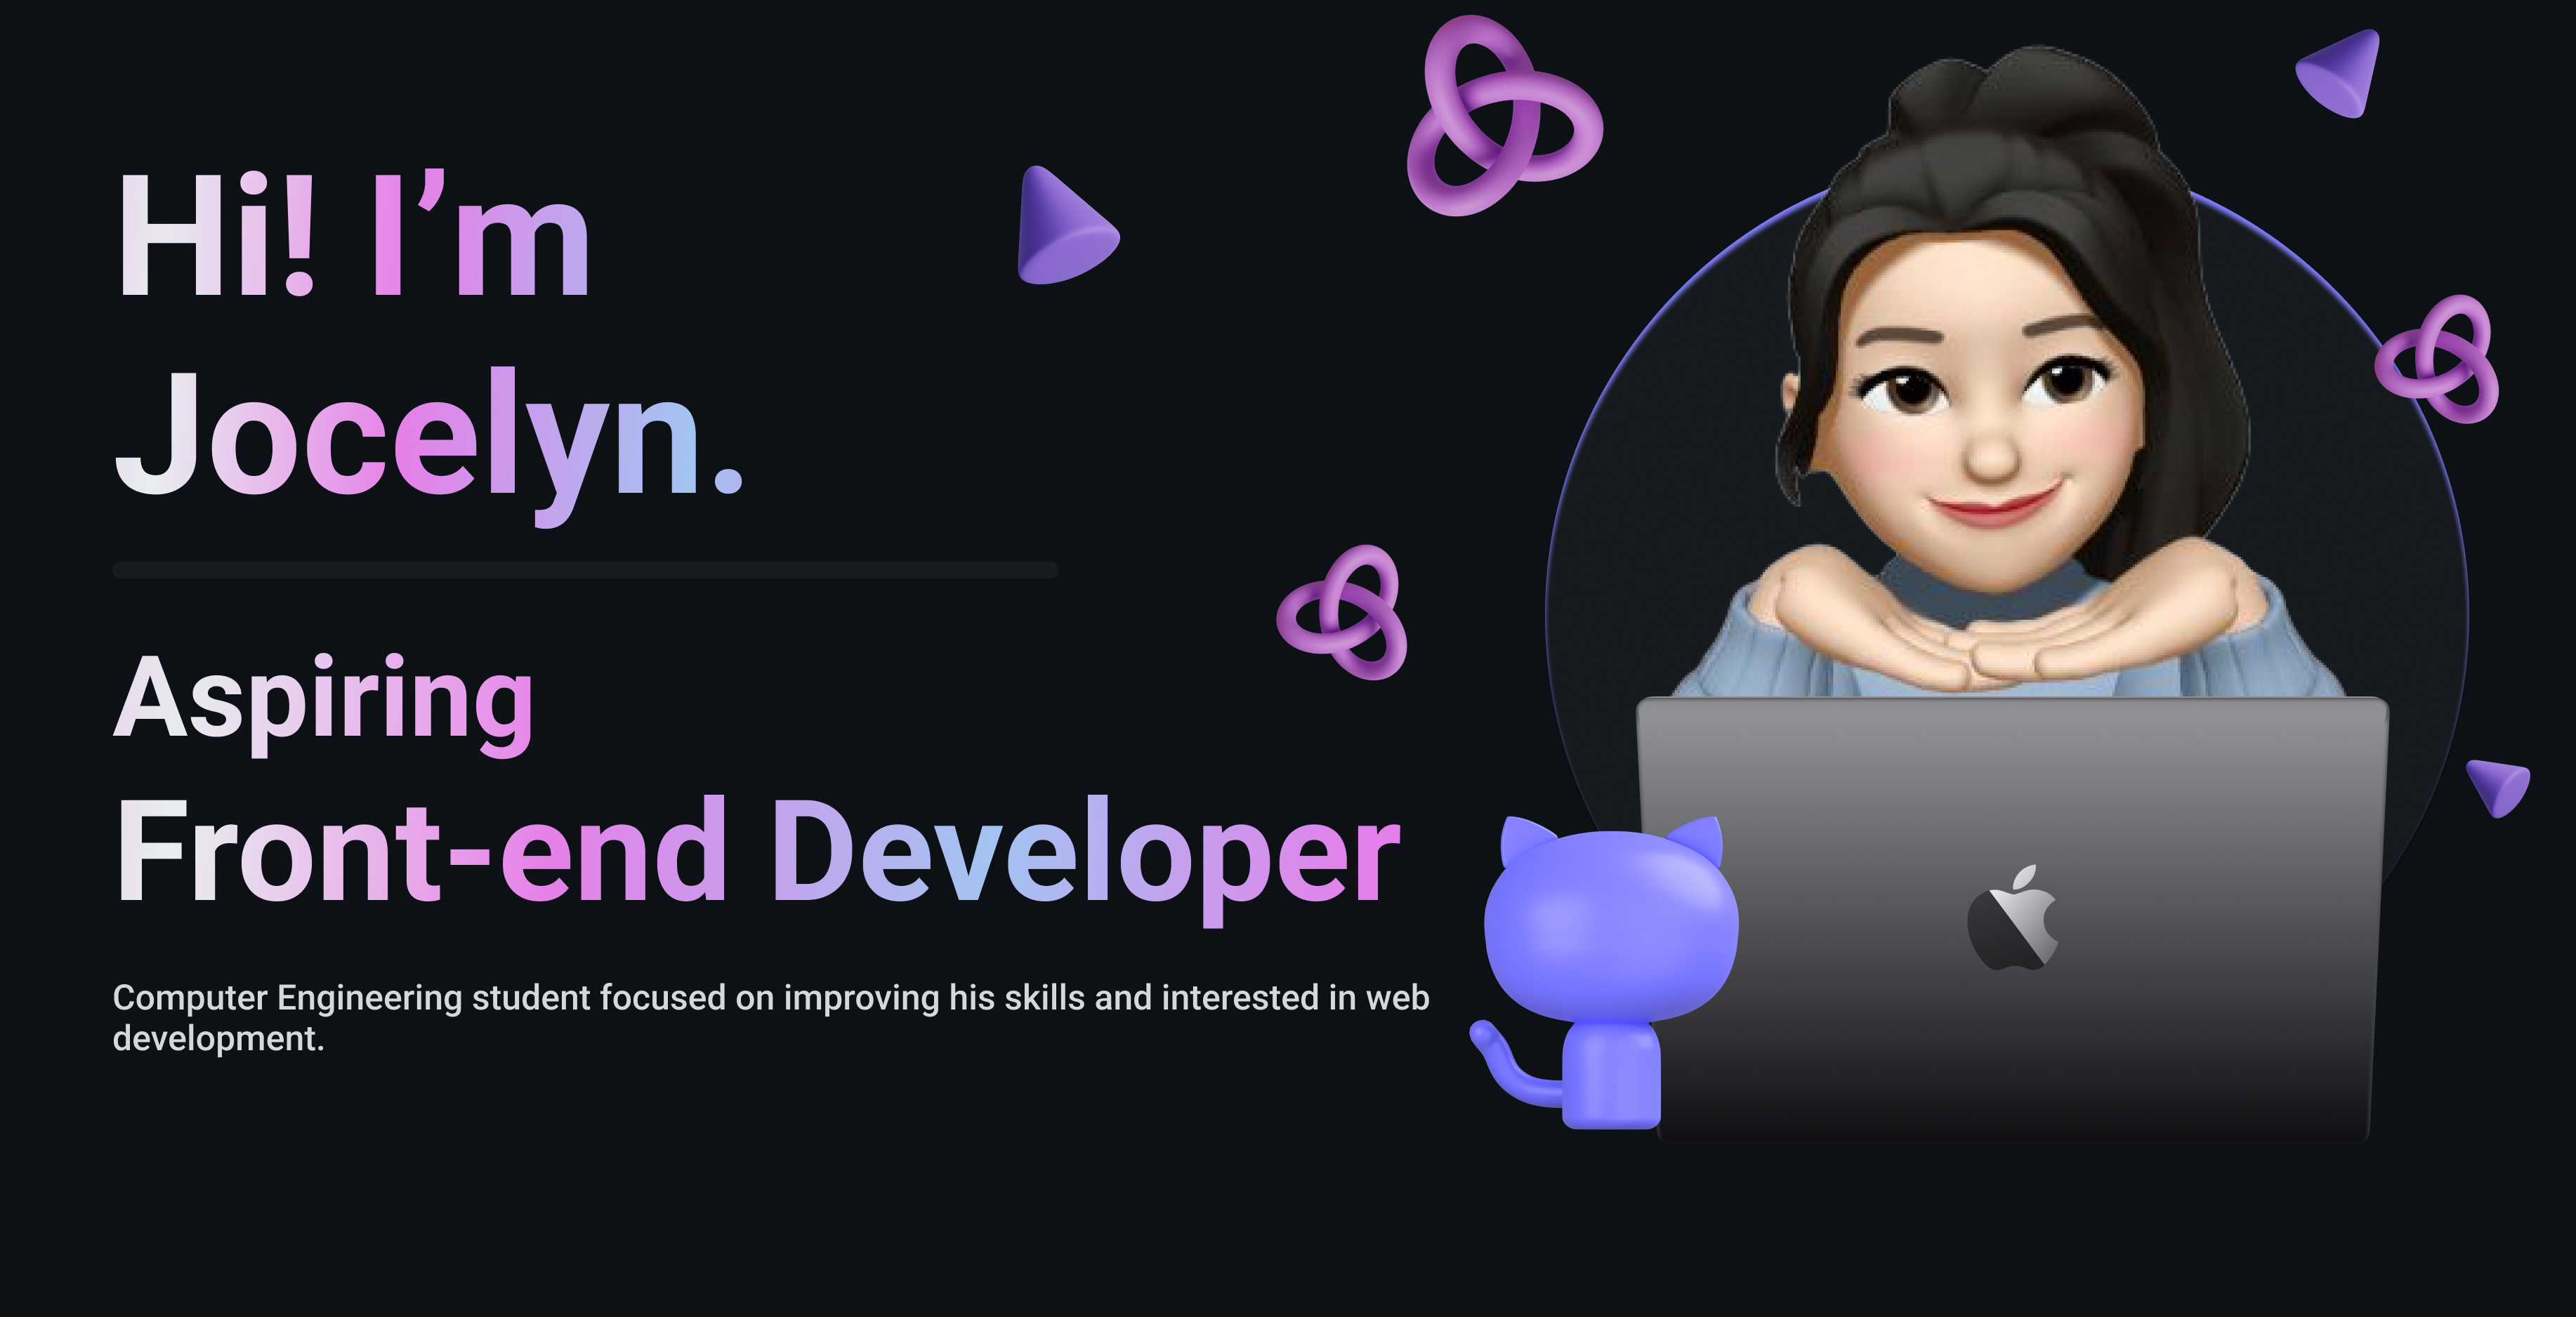 Hi! I’m
Jocelyn.
Aspiring
Front-end Developer
Computer Engineering student focused on improving his skills and interested in web
development.